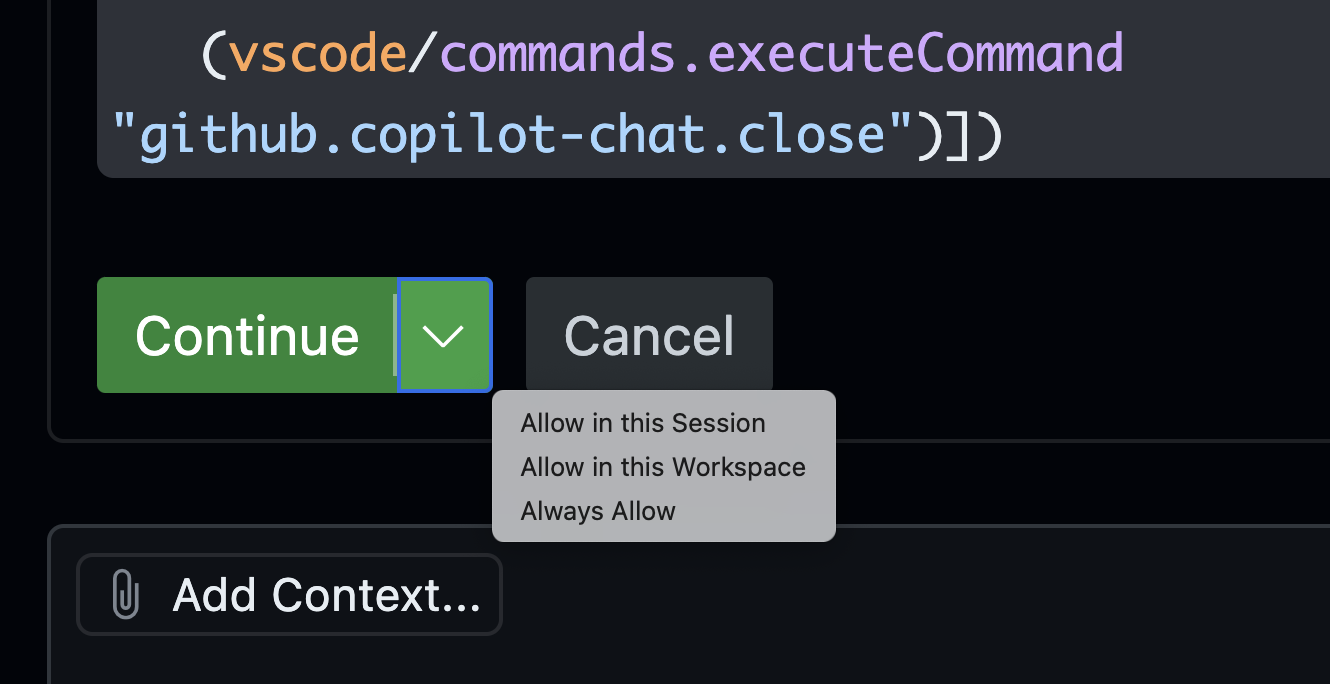 (vscode/commands.executeCommand
"github.copilot-chat.close")])
Continue
Cancel
Allow in this Session
Allow in this Workspace
Always Allow
Add Context...